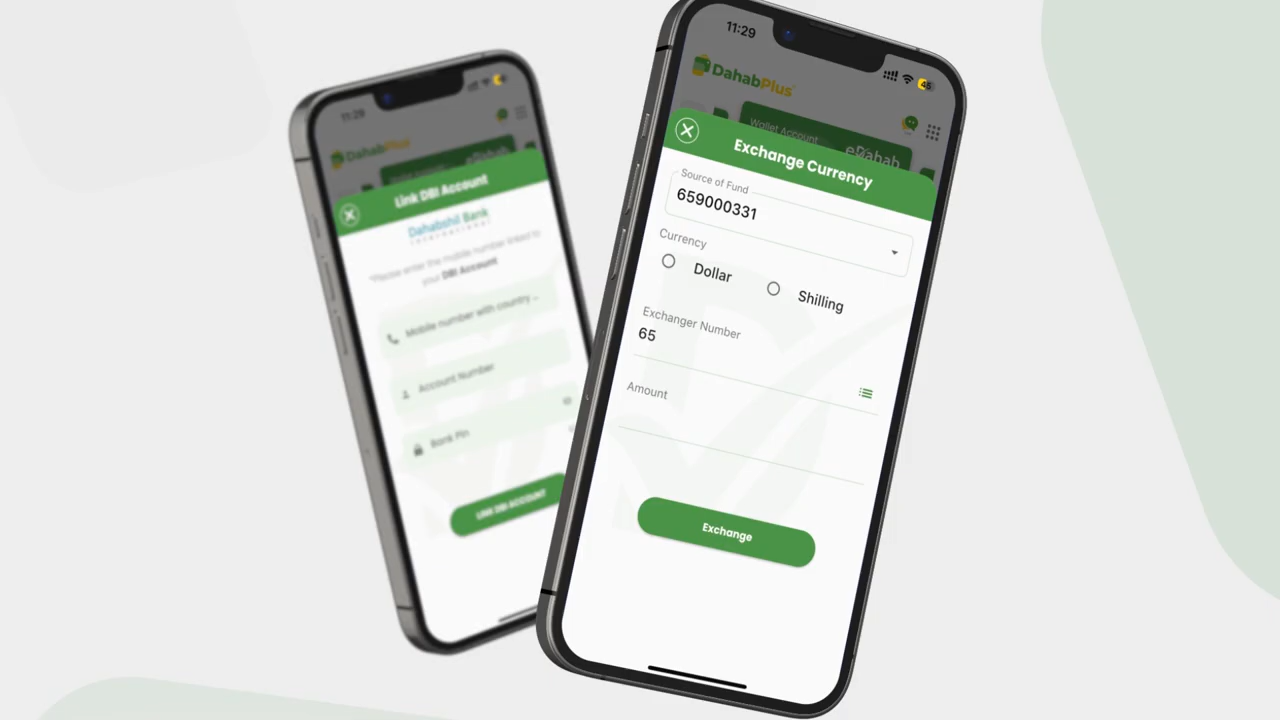 11:29
DahabPlus
Link DBI Account
Dahabshil Bank
International
*Please enter the mobile number linked to
your DBI Account
Mobile number with country ...
Account Number
Bank Pin
LINK DBI ACCOUNT
11:29
45
DahabPlus
Wallet Account
eDahab
Exchange Currency
Source of Fund
659000331
Currency
Dollar
Shilling
Exchanger Number
65
Amount
Exchange